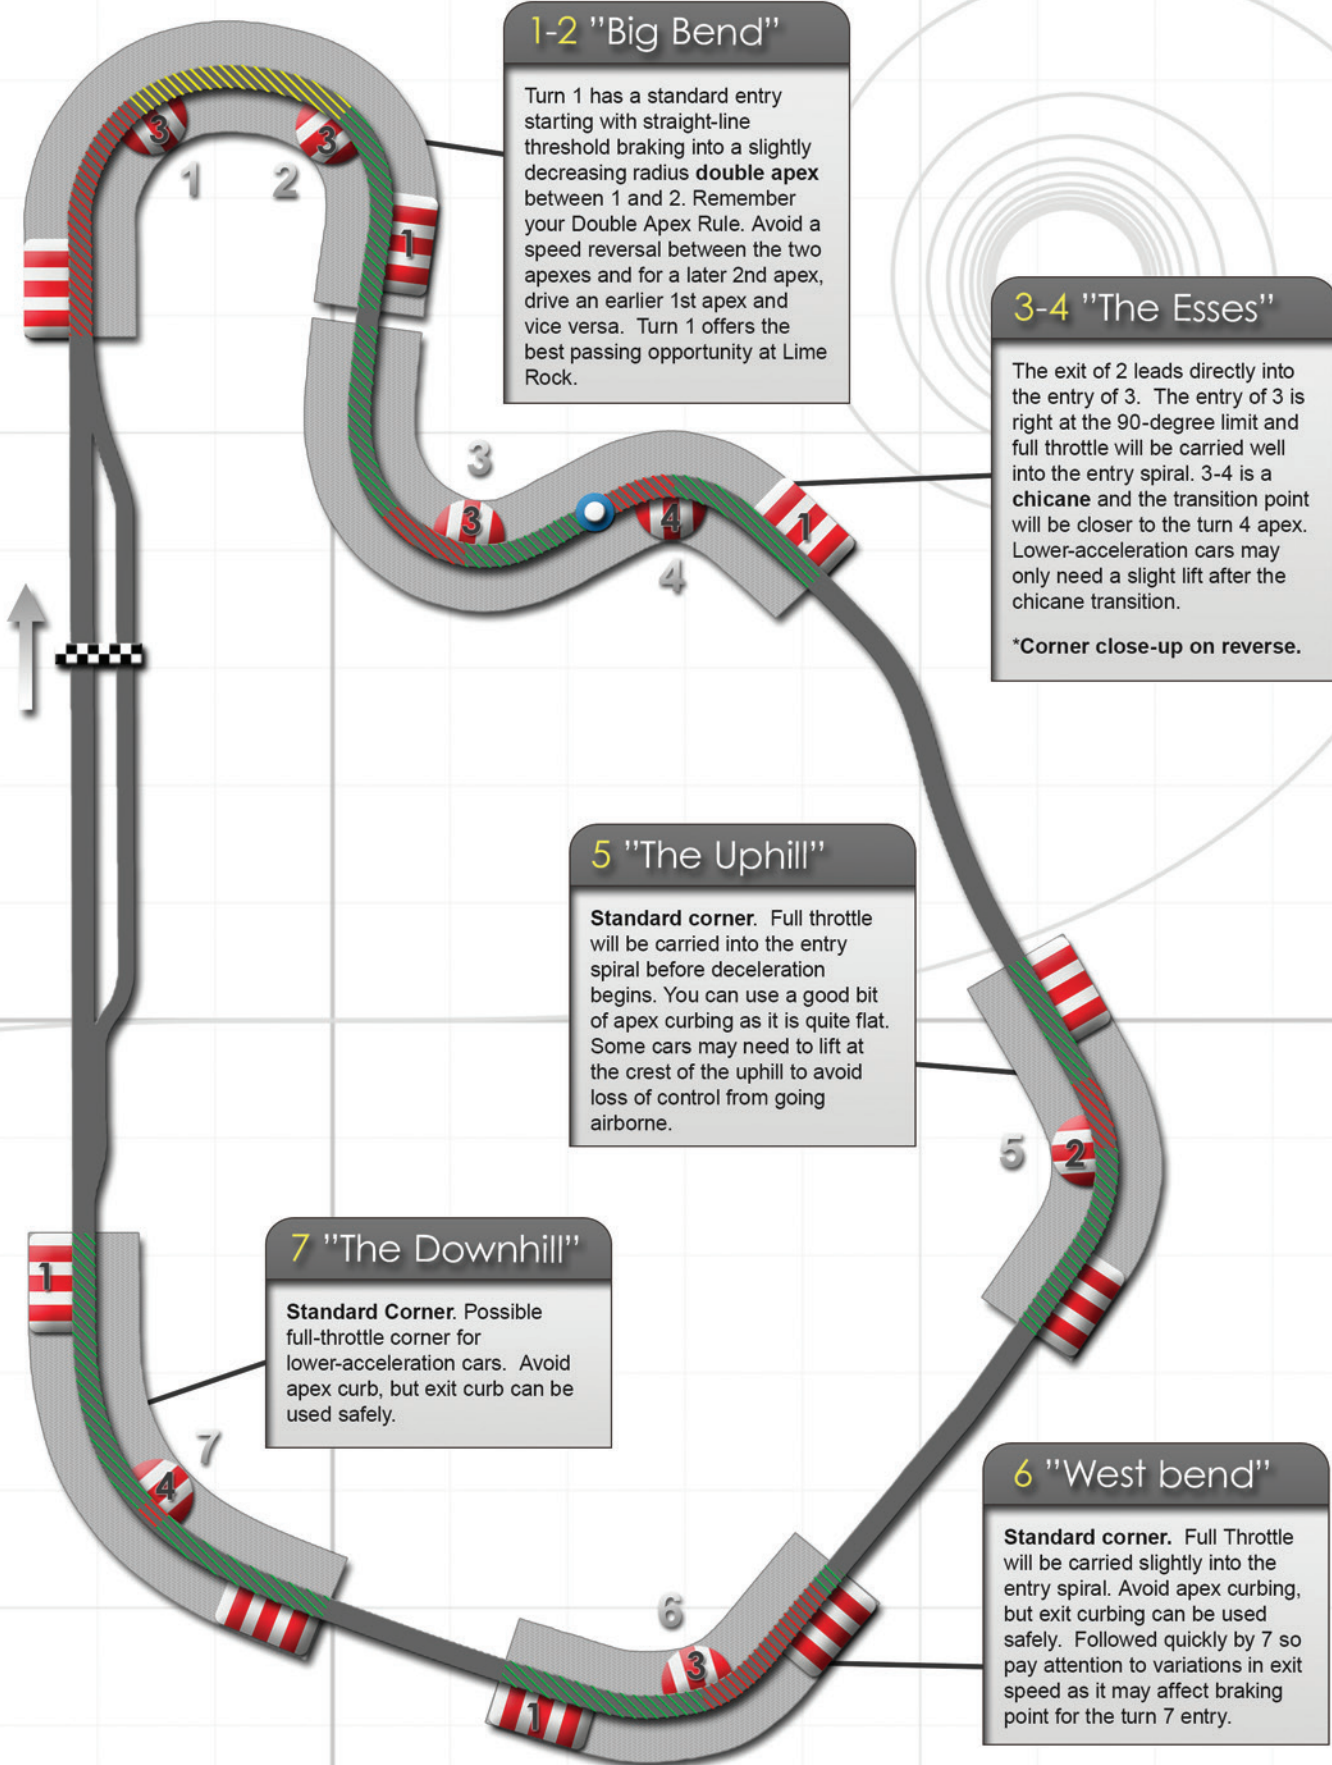 1-2 ”Big Bend”
Turn 1 has a standard entry
starting with straight-line
threshold braking into a slightly
decreasing radius double apex
between 1 and 2. Remember
your Double Apex Rule. Avoid a
speed reversal between the two
apexes and for a later 2nd apex,
drive an earlier 1st apex and
vice versa. Turn 1 offers the
best passing opportunity at Lime
Rock.
3
3
1
2
1
3-4 ”The Esses”
The exit of 2 leads directly into
the entry of 3. The entry of 3 is
right at the 90-degree limit and
full throttle will be carried well
into the entry spiral. 3-4 is a
chicane and the transition point
will be closer to the turn 4 apex.
Lower-acceleration cars may
only need a slight lift after the
chicane transition.
*Corner close-up on reverse.
3
3
4
1
4
5 ”The Uphill”
Standard corner. Full throttle
will be carried into the entry
spiral before deceleration
begins. You can use a good bit
of apex curbing as it is quite flat.
Some cars may need to lift at
the crest of the uphill to avoid
loss of control from going
airborne.
5
2
7 ”The Downhill”
Standard Corner. Possible
full-throttle corner for
lower-acceleration cars. Avoid
apex curb, but exit curb can be
used safely.
1
7
4
6 ”West bend”
Standard corner. Full Throttle
will be carried slightly into the
entry spiral. Avoid apex curbing,
but exit curbing can be used
safely. Followed quickly by 7 so
pay attention to variations in exit
speed as it may affect braking
point for the turn 7 entry.
6
3
1